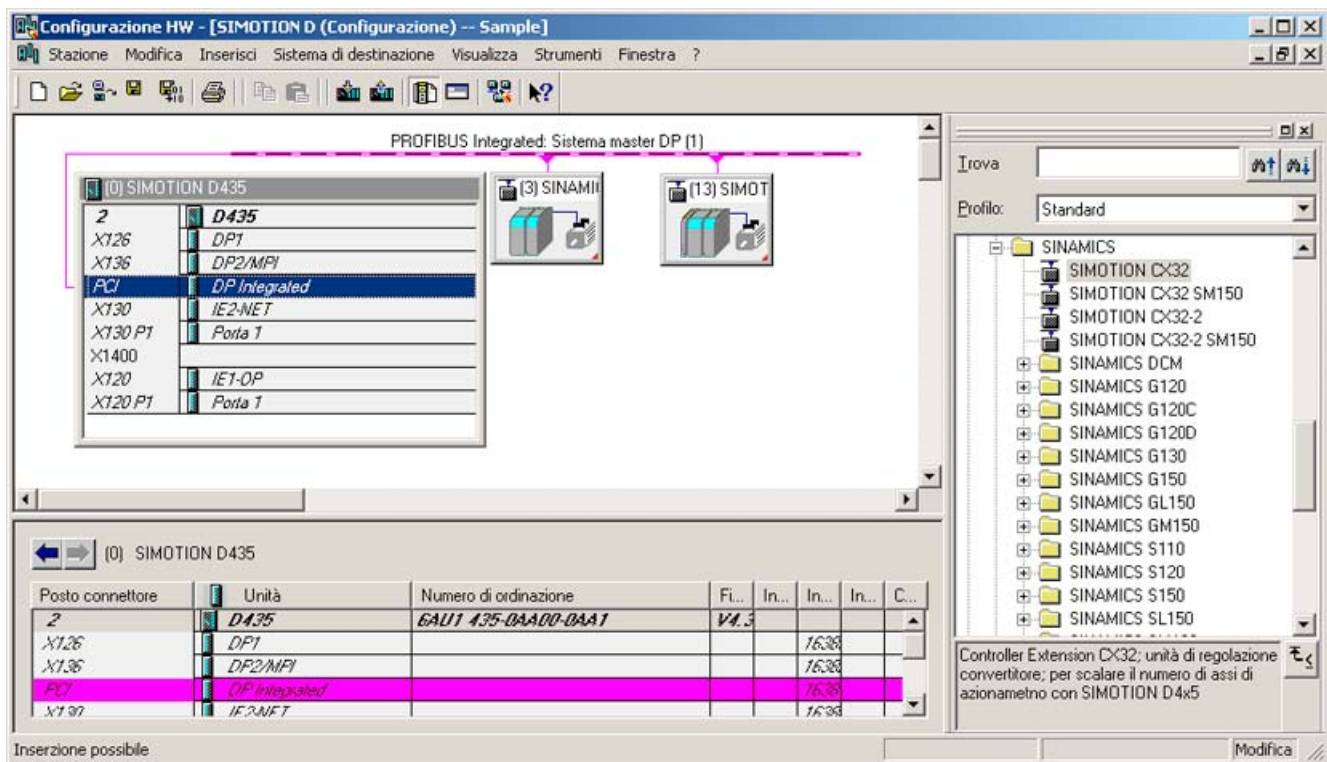 Configurazione HW - [SIMOTION D (Configurazione) -- Sample]
Stazione Modifica Inserisci Sistema di destinazione Visualizza Strumenti Finestra ?
PROFIBUS Integrated: Sistema master DP (1)
(0) SIMOTION D435
2 D435
X126 DP1
X136 DP2/MPI
PCI DP Integrated
X130 IE2-NET
X130 P1 Porta 1
X1400
X120 IE1-OP
X120 P1 Porta 1
(3) SINAMI
(13) SIMOT
Trova
Profilo: Standard
SINAMICS
SIMOTION CX32
SIMOTION CX32 SM150
SIMOTION CX32-2
SIMOTION CX32-2 SM150
SINAMICS DCM
SINAMICS G120
SINAMICS G120C
SINAMICS G120D
SINAMICS G130
SINAMICS G150
SINAMICS GL150
SINAMICS GM150
SINAMICS S110
SINAMICS S120
SINAMICS S150
SINAMICS SL150
Controller Extension CX32; unità di regolazione
convertitore; per scalare il numero di assi di
azionametno con SIMOTION D4x5
(0) SIMOTION D435
Posto connettore Unità Numero di ordinazione Fi... In... In... In... C...
2 D435 6AU1 435-0AA00-0AA1 V4.3
X126 DP1 1638
X136 DP2/MPI 1638
PCI DP Integrated 1638
X130 IE2-NET 1638
Inserzione possibile Modifica